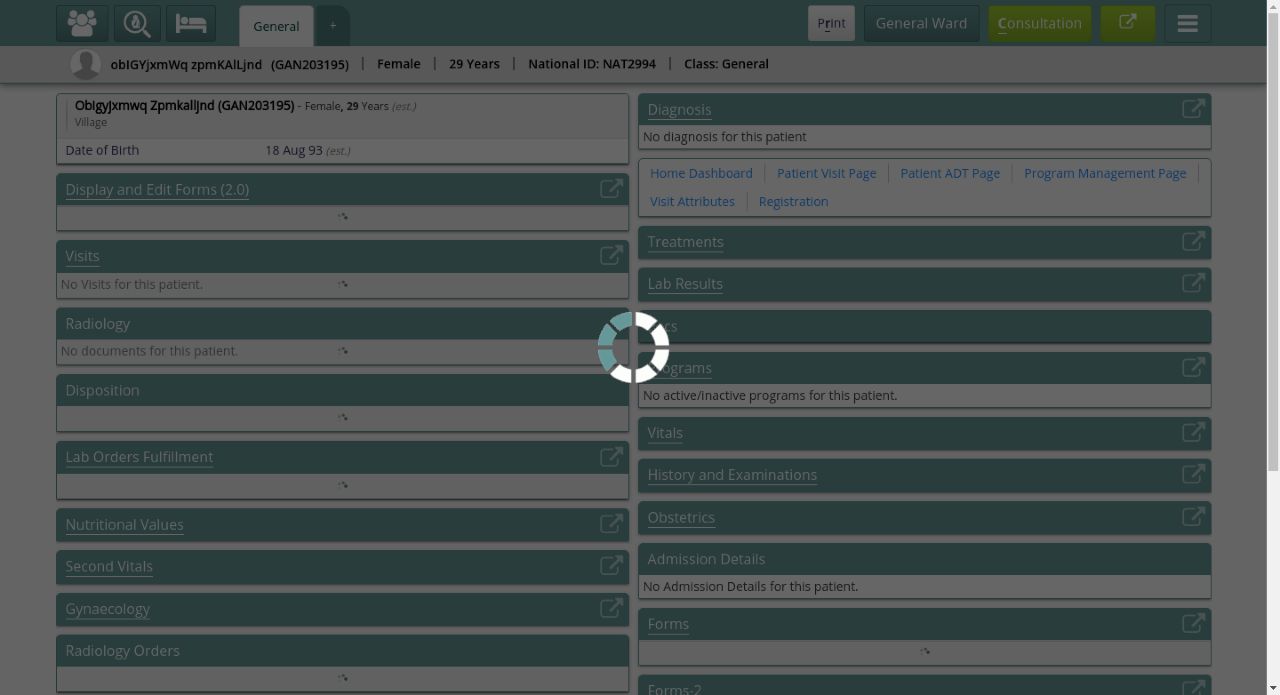 General
+
Print
General Ward
Consultation
obIGYjxmWq zpmKAlLjnd (GAN203195) | Female | 29 Years | National ID: NAT2994 | Class: General
Obigyjxmwq Zpmkalljnd (GAN203195) - Female, 29 Years (est.)
Village
Date of Birth 18 Aug 93 (est.)
Display and Edit Forms (2.0)
Visits
No Visits for this patient.
Radiology
No documents for this patient.
Disposition
Lab Orders Fulfillment
Nutritional Values
Second Vitals
Gynaecology
Radiology Orders
Diagnosis
No diagnosis for this patient
Home Dashboard | Patient Visit Page | Patient ADT Page | Program Management Page |
Visit Attributes | Registration
Treatments
Lab Results
No active/inactive programs for this patient.
Vitals
History and Examinations
Obstetrics
Admission Details
No Admission Details for this patient.
Forms
Forms-2